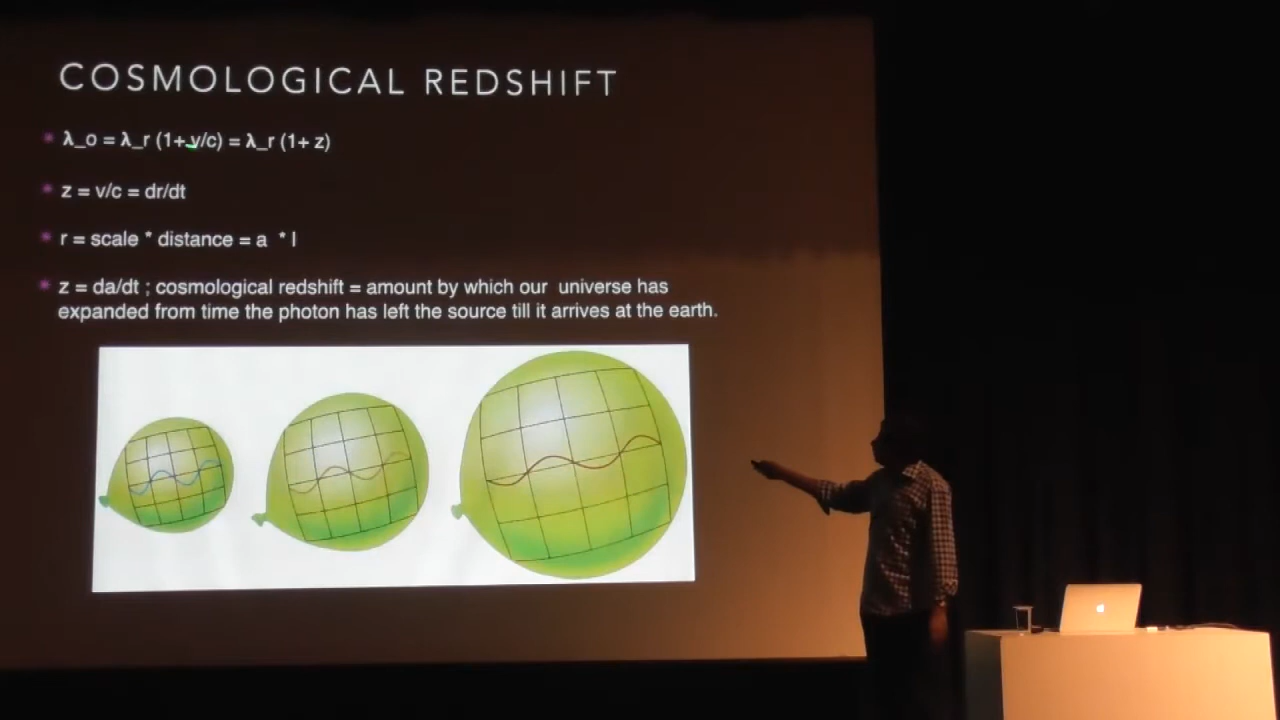 COSMOLOGICAL REDSHIFT
* λ_o = λ_r (1+ v/c) = λ_r (1+ z)
* z = v/c = dr/dt
* r = scale * distance = a * l
* z = da/dt ; cosmological redshift = amount by which our universe has
expanded from time the photon has left the source till it arrives at the earth.